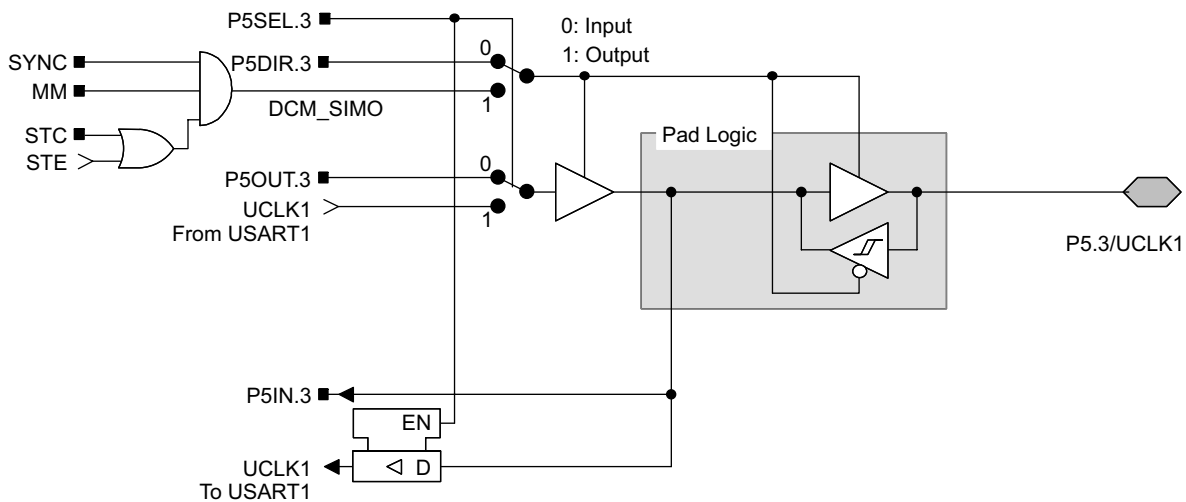 P5SEL.3
0: Input
1: Output
SYNC
P5DIR.3
0
MM
1
DCM_SIMO
STC
STE
Pad Logic
0
P5OUT.3
UCLK1
From USART1
1
P5.3/UCLK1
P5IN.3
EN
UCLK1
To USART1
D